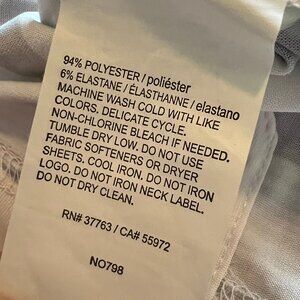 94% POLYESTER / poliéster
6% ELASTANE / ÉLASTHANNE / elastano
MACHINE WASH COLD WITH LIKE
COLORS. DELICATE CYCLE.
NON-CHLORINE BLEACH IF NEEDED.
TUMBLE DRY LOW. DO NOT USE
FABRIC SOFTENERS OR DRYER
SHEETS. COOL IRON. DO NOT IRON
LOGO. DO NOT IRON NECK LABEL.
DO NOT DRY CLEAN.
RN# 37763 / CA# 55972
NO798